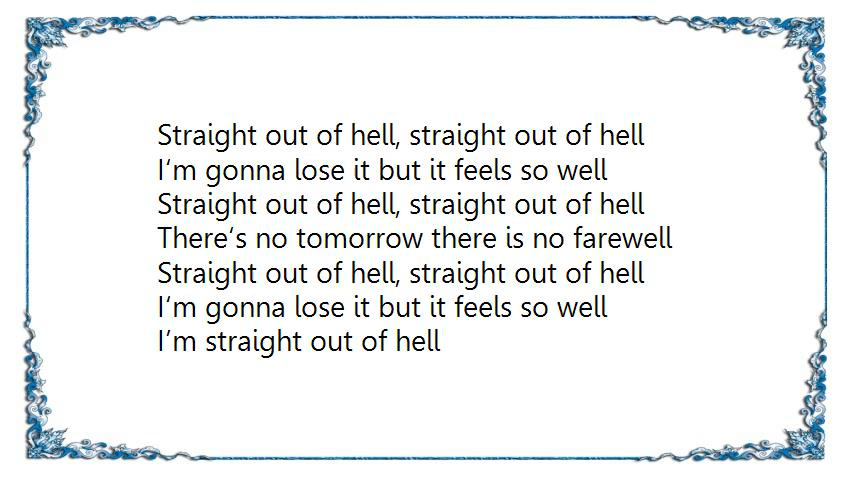 Straight out of hell, straight out of hell
I‘m gonna lose it but it feels so well
Straight out of hell, straight out of hell
There‘s no tomorrow there is no farewell
Straight out of hell, straight out of hell
I‘m gonna lose it but it feels so well
I’m straight out of hell